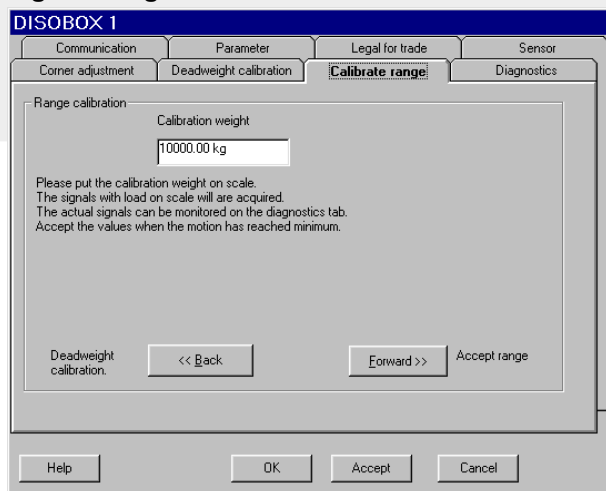 DISOBOX 1
Communication Parameter Legal for trade Sensor
Corner adjustment Deadweight calibration Calibrate range Diagnostics
Range calibration
Calibration weight
10000.00 kg
Please put the calibration weight on scale.
The signals with load on scale will are acquired.
The actual signals can be monitored on the diagnostics tab.
Accept the values when the motion has reached minimum.
Deadweight
calibration.
<< Back
Forward >>
Accept range
Help OK Accept Cancel